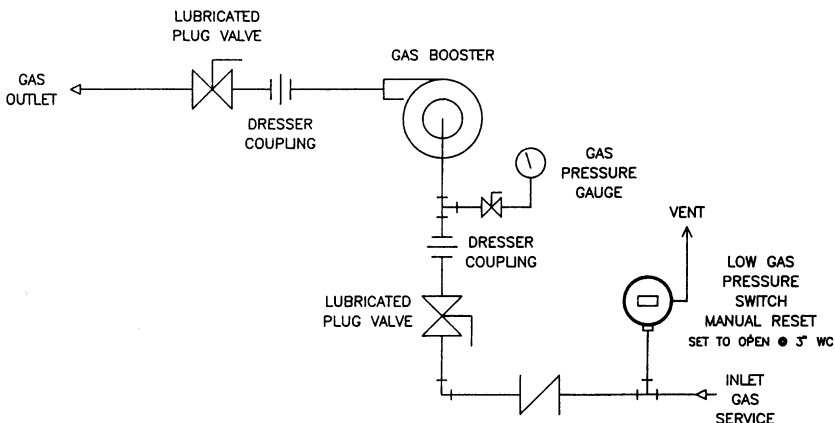 LUBRICATED
PLUG VALVE
GAS BOOSTER
GAS
OUTLET
DRESSER
COUPLING
GAS
PRESSURE
GAUGE
VENT
DRESSER
COUPLING
LOW GAS
PRESSURE
SWITCH
MANUAL RESET
SET TO OPEN @ 3" WC
LUBRICATED
PLUG VALVE
INLET
GAS
SERVICE